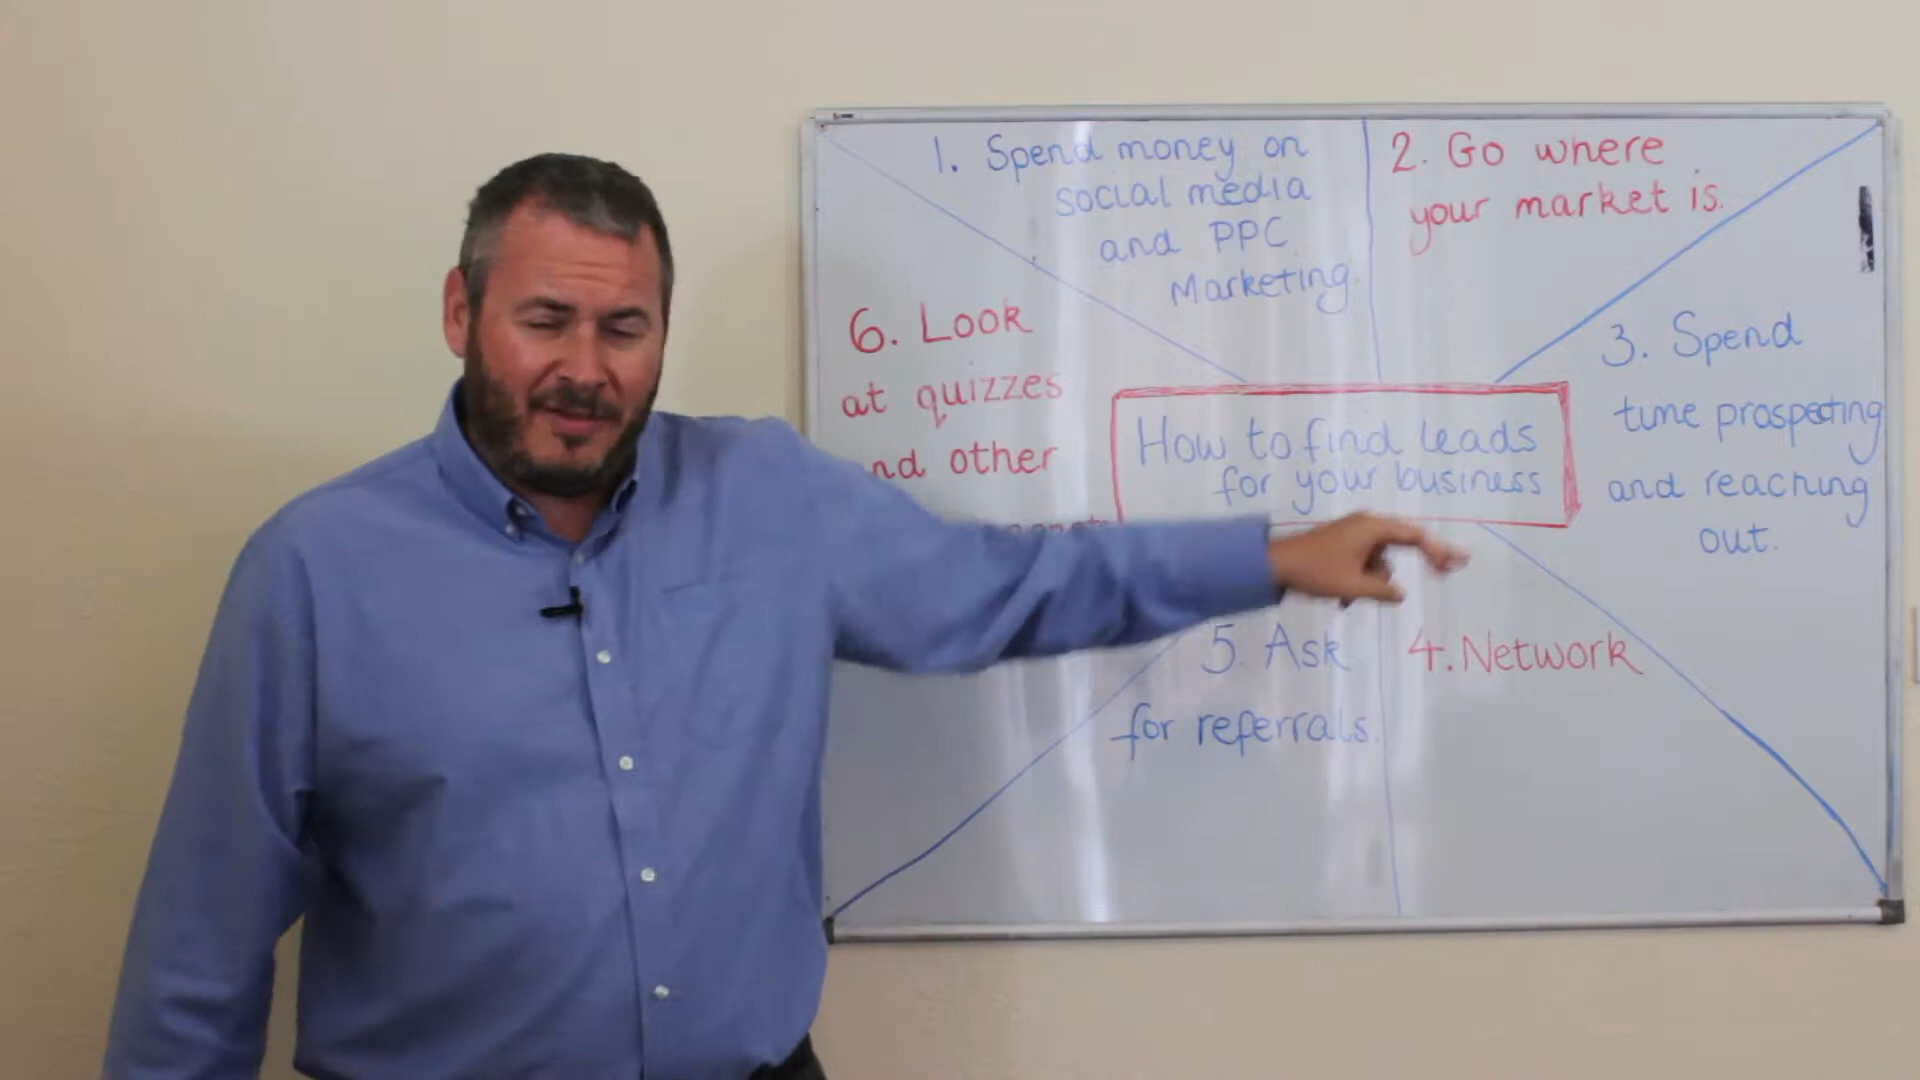 1. Spend money on
social media
and PPC
Marketing.
2. Go where
your market is.
3. Spend
time prospecting
and reaching
out.
How to find leads
for your business
4. Network
5. Ask
for referrals.
6. Look
at quizzes
other